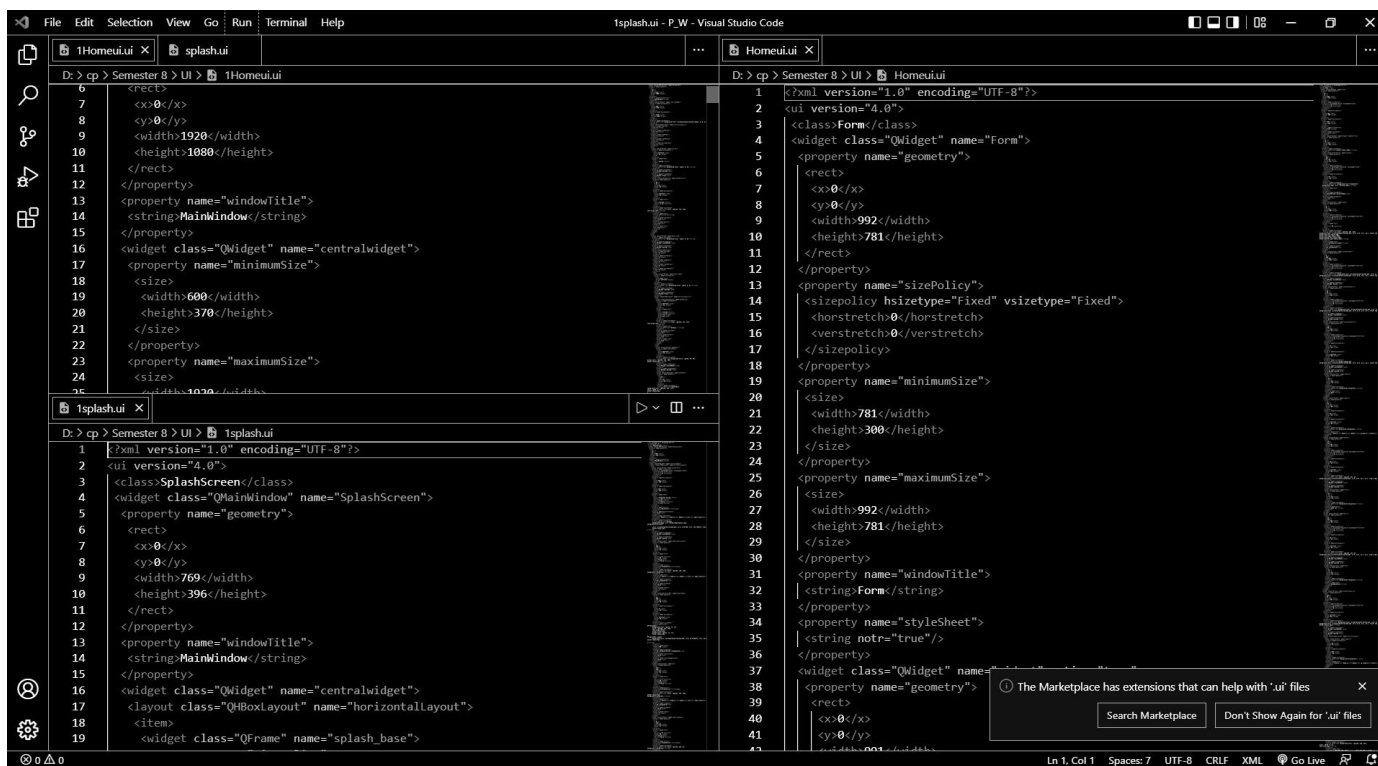 File Edit Selection View Go Run Terminal Help
1splash.ui - P_W - Visual Studio Code
1Homeui.ui
splash.ui
D: > cp > Semester 8 > UI > 1Homeui.ui
6 <rect>
7 <x>0</x>
8 <y>0</y>
9 <width>1920</width>
10 <height>1080</height>
11 </rect>
12 </property>
13 <property name="windowTitle">
14 <string>MainWindow</string>
15 </property>
16 <widget class="QWidget" name="centralwidget">
17 <property name="minimumSize">
18 <size>
19 <width>600</width>
20 <height>370</height>
21 </size>
22 </property>
23 <property name="maximumSize">
24 <size>
25 <width>1920</width>
1splash.ui
D: > cp > Semester 8 > UI > 1splash.ui
1 <?xml version="1.0" encoding="UTF-8"?>
2 <ui version="4.0">
3 <class>SplashScreen</class>
4 <widget class="QMainWindow" name="SplashScreen">
5 <property name="geometry">
6 <rect>
7 <x>0</x>
8 <y>0</y>
9 <width>769</width>
10 <height>396</height>
11 </rect>
12 </property>
13 <property name="windowTitle">
14 <string>MainWindow</string>
15 </property>
16 <widget class="QWidget" name="centralwidget">
17 <layout class="QHBoxLayout" name="horizontalLayout">
18 <item>
19 <widget class="QFrame" name="splash_base">
Homeui.ui
D: > cp > Semester 8 > UI > Homeui.ui
1 <?xml version="1.0" encoding="UTF-8"?>
2 <ui version="4.0">
3 <class>Form</class>
4 <widget class="QWidget" name="Form">
5 <property name="geometry">
6 <rect>
7 <x>0</x>
8 <y>0</y>
9 <width>992</width>
10 <height>781</height>
11 </rect>
12 </property>
13 <property name="sizePolicy">
14 <sizepolicy hsizetype="Fixed" vsizetype="Fixed">
15 <horstretch>0</horstretch>
16 <verstretch>0</verstretch>
17 </sizepolicy>
18 </property>
19 <property name="minimumSize">
20 <size>
21 <width>781</width>
22 <height>300</height>
23 </size>
24 </property>
25 <property name="maximumSize">
26 <size>
27 <width>992</width>
28 <height>781</height>
29 </size>
30 </property>
31 <property name="windowTitle">
32 <string>Form</string>
33 </property>
34 <property name="styleSheet">
35 <string notr="true"/>
36 </property>
37 <widget class="QWidget" name=
38 <property name="geometry">
39 <rect>
40 <x>0</x>
41 <y>0</y>
42 <width>991</width>
The Marketplace has extensions that can help with '.ui' files
Search Marketplace
Don't Show Again for '.ui' files
0 0
Ln 1, Col 1 Spaces: 7 UTF-8 CRLF XML Go Live